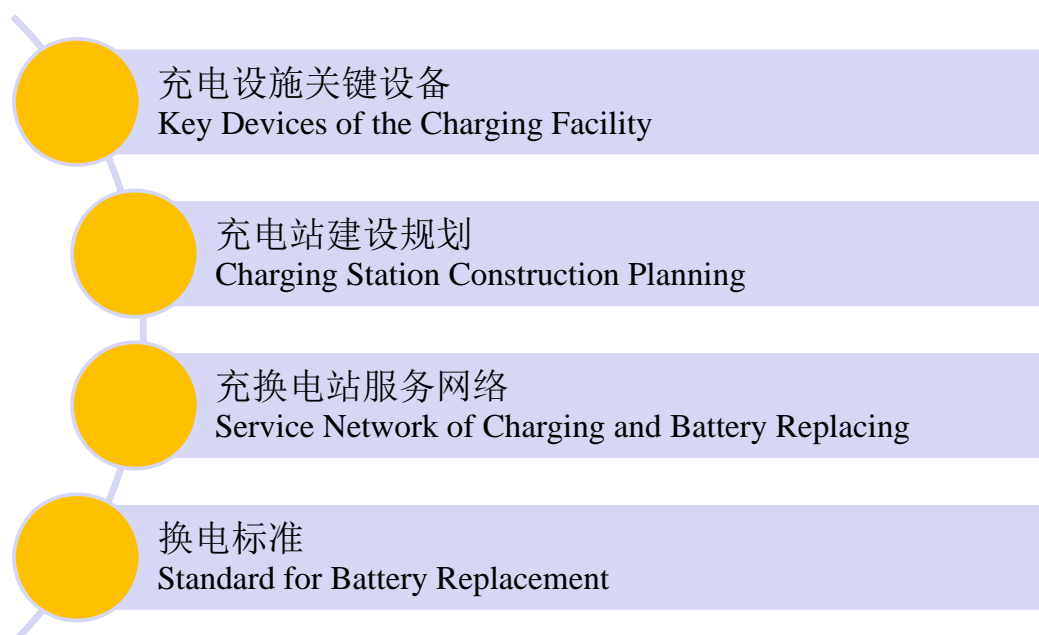 充电设施关键设备
Key Devices of the Charging Facility
充电站建设规划
Charging Station Construction Planning
充换电站服务网络
Service Network of Charging and Battery Replacing
换电标准
Standard for Battery Replacement